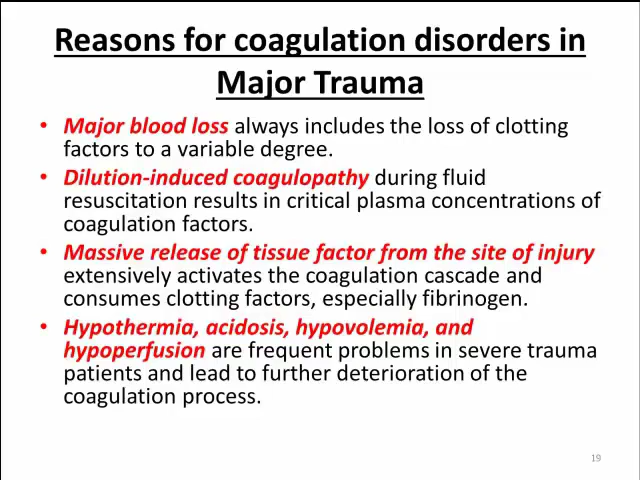 Reasons for coagulation disorders in
Major Trauma
• Major blood loss always includes the loss of clotting
factors to a variable degree.
• Dilution-induced coagulopathy during fluid
resuscitation results in critical plasma concentrations of
coagulation factors.
• Massive release of tissue factor from the site of injury
extensively activates the coagulation cascade and
consumes clotting factors, especially fibrinogen.
• Hypothermia, acidosis, hypovolemia, and
hypoperfusion are frequent problems in severe trauma
patients and lead to further deterioration of the
coagulation process.
19